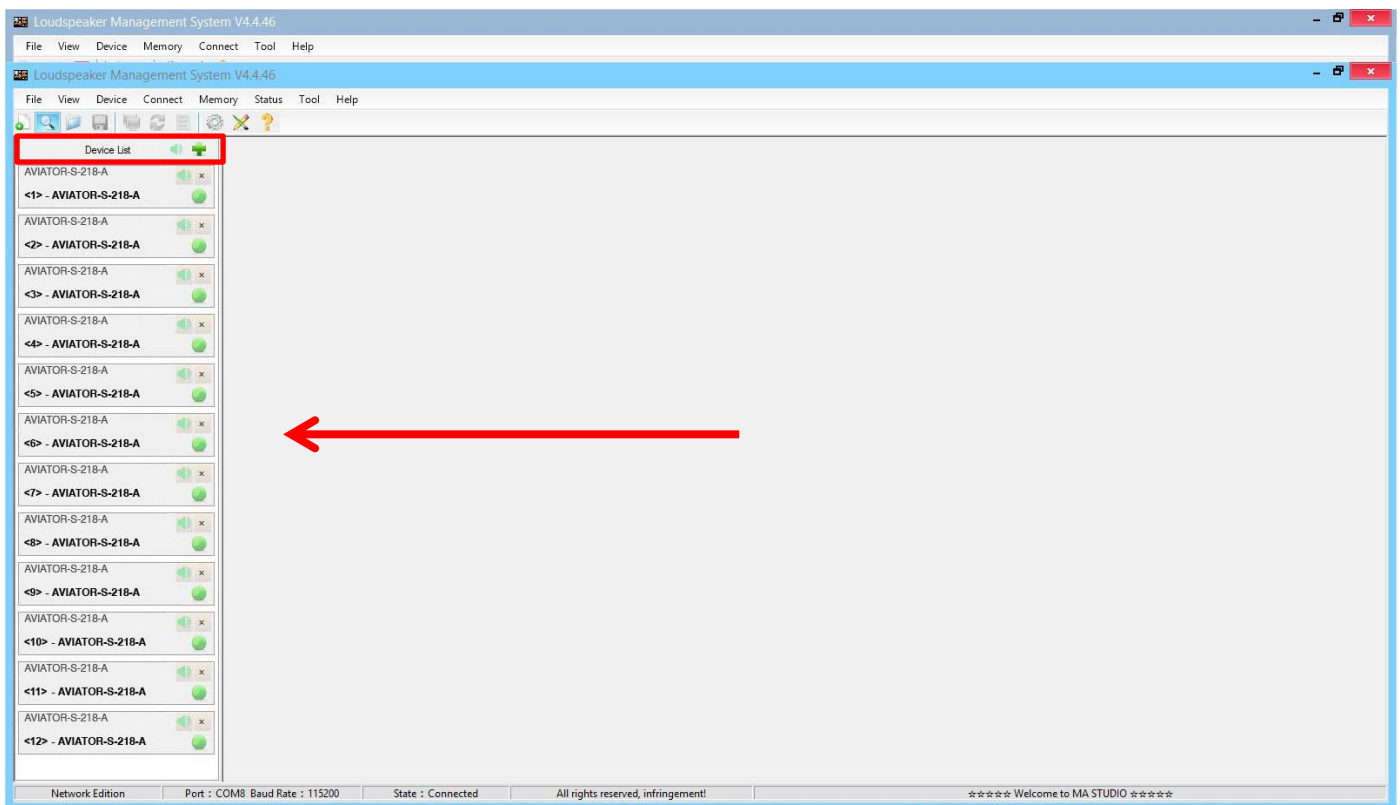 Loudspeaker Management System V4.4.46
File View Device Memory Connect Tool Help
Loudspeaker Management System V4.4.46
File View Device Connect Memory Status Tool Help
Device List
AVIATOR-S-218-A
<1> - AVIATOR-S-218-A
AVIATOR-S-218-A
<2> - AVIATOR-S-218-A
AVIATOR-S-218-A
<3> - AVIATOR-S-218-A
AVIATOR-S-218-A
<4> - AVIATOR-S-218-A
AVIATOR-S-218-A
<5> - AVIATOR-S-218-A
AVIATOR-S-218-A
<6> - AVIATOR-S-218-A
AVIATOR-S-218-A
<7> - AVIATOR-S-218-A
AVIATOR-S-218-A
<8> - AVIATOR-S-218-A
AVIATOR-S-218-A
<9> - AVIATOR-S-218-A
AVIATOR-S-218-A
<10> - AVIATOR-S-218-A
AVIATOR-S-218-A
<11> - AVIATOR-S-218-A
AVIATOR-S-218-A
<12> - AVIATOR-S-218-A
Network Edition Port : COM8 Baud Rate : 115200 State : Connected All rights reserved, infringement! ☆☆☆☆☆ Welcome to MA STUDIO ☆☆☆☆☆